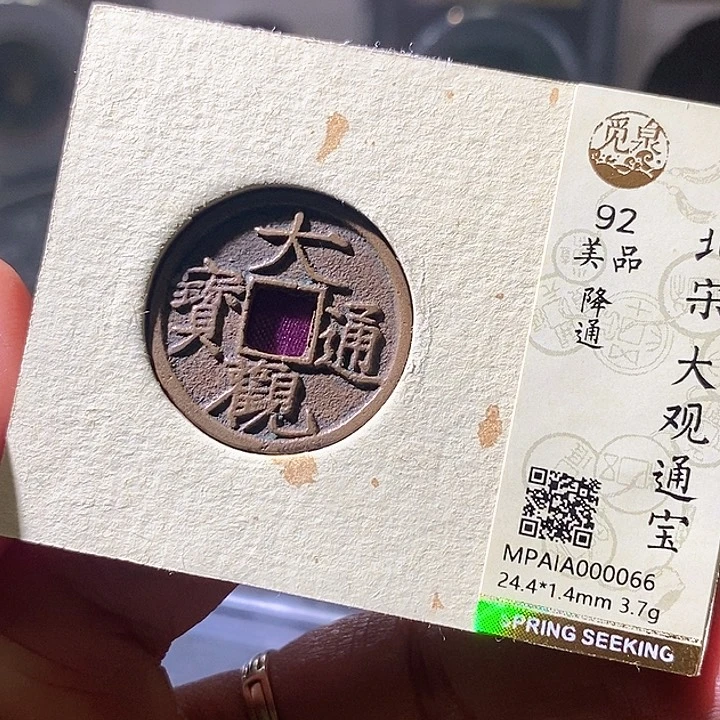 大
寶 通
觀
觅泉
92
美品
降通
北宋大观通宝
MPAIA000066
24.4*1.4mm 3.7g
SPRING SEEKING